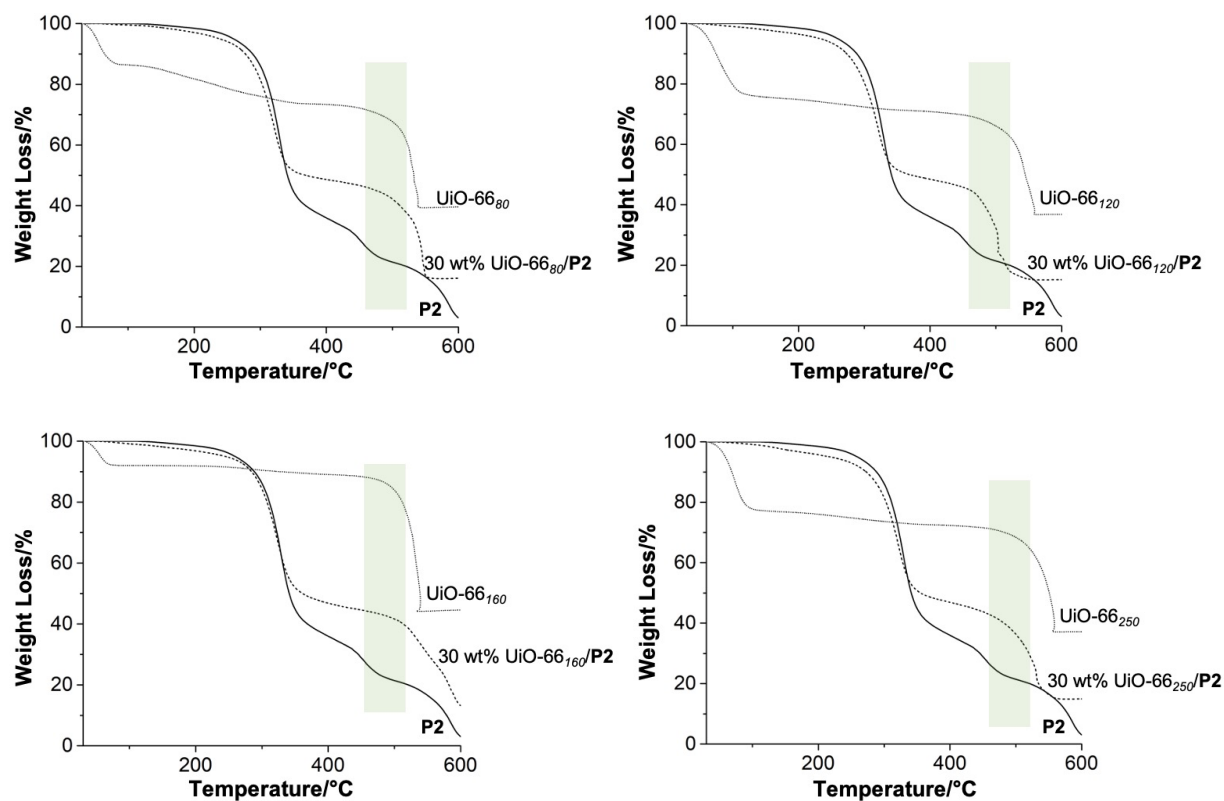 100
80
60
40
20
0
Weight Loss/%
UiO-6680
30 wt% UiO-6680/P2
P2
200
400
600
Temperature/°C
100
80
60
40
20
0
Weight Loss/%
UiO-66120
30 wt% UiO-66120/P2
P2
200
400
600
Temperature/°C
100
80
60
40
20
0
Weight Loss/%
UiO-66160
30 wt% UiO-66160/P2
P2
200
400
600
Temperature/°C
100
80
60
40
20
0
Weight Loss/%
UiO-66250
30 wt% UiO-66250/P2
P2
200
400
600
Temperature/°C